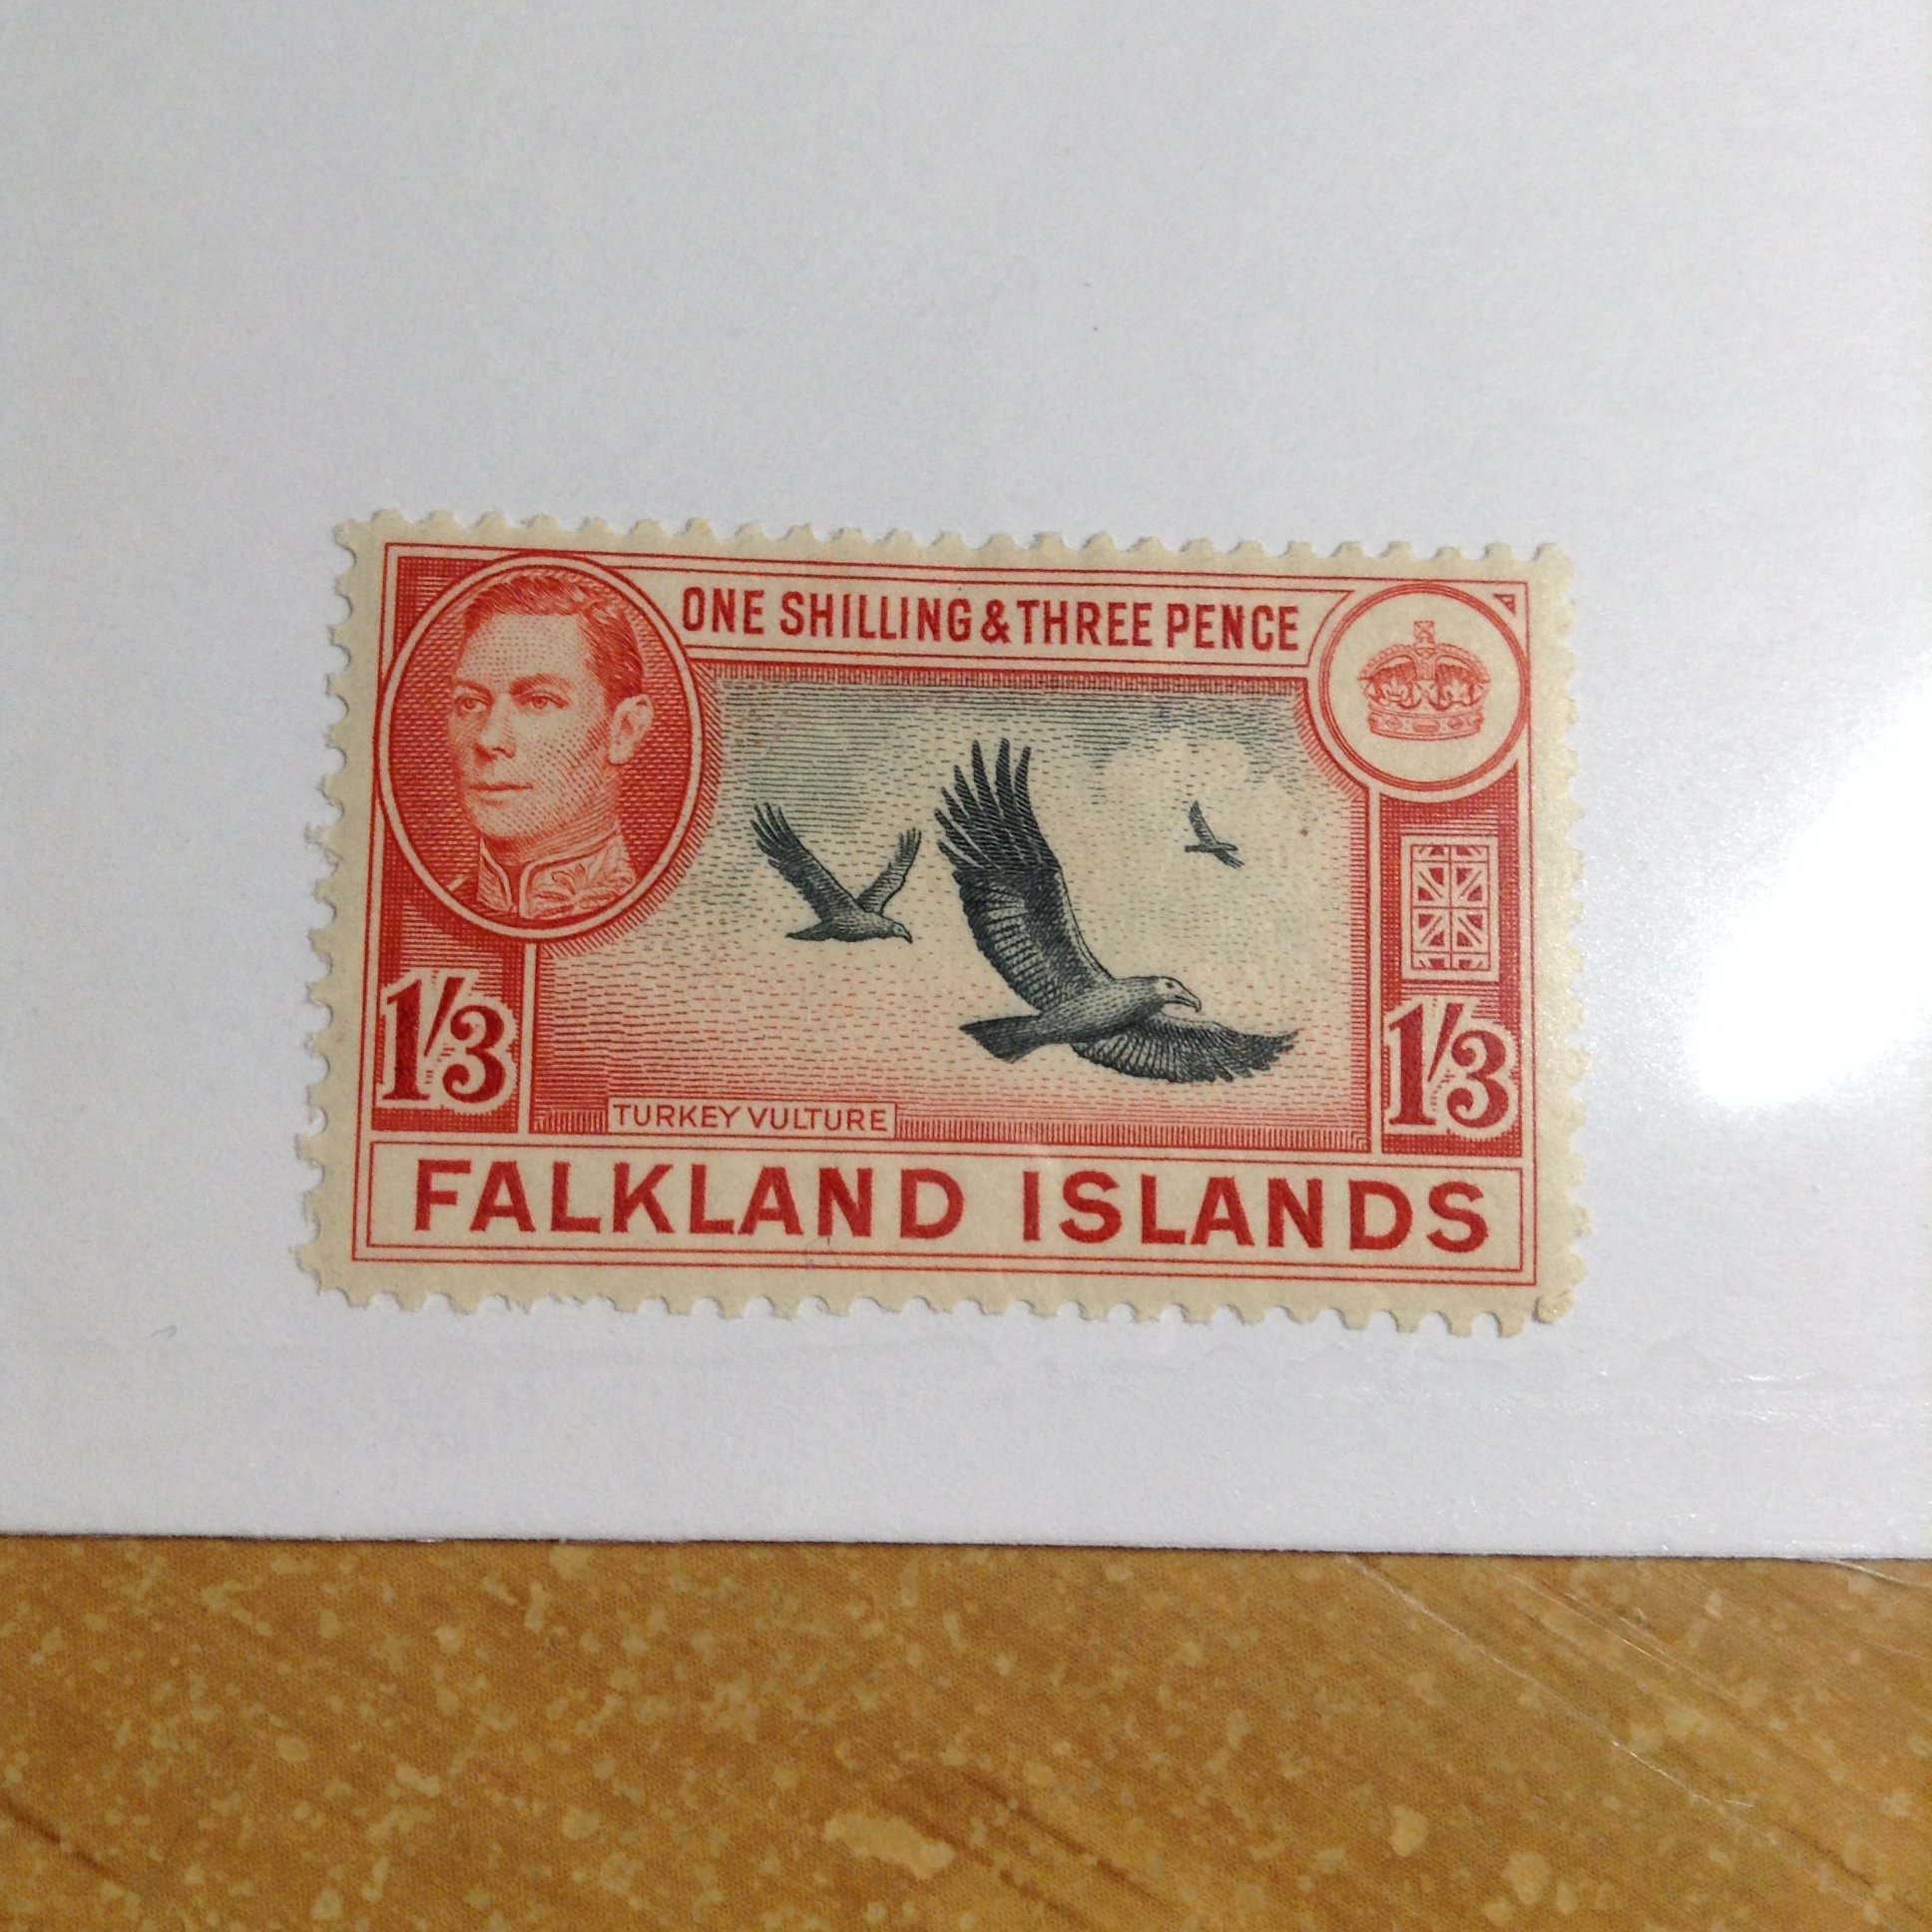 ONE SHILLING & THREE PENCE
1/3
1/3
TURKEY VULTURE
FALKLAND ISLANDS